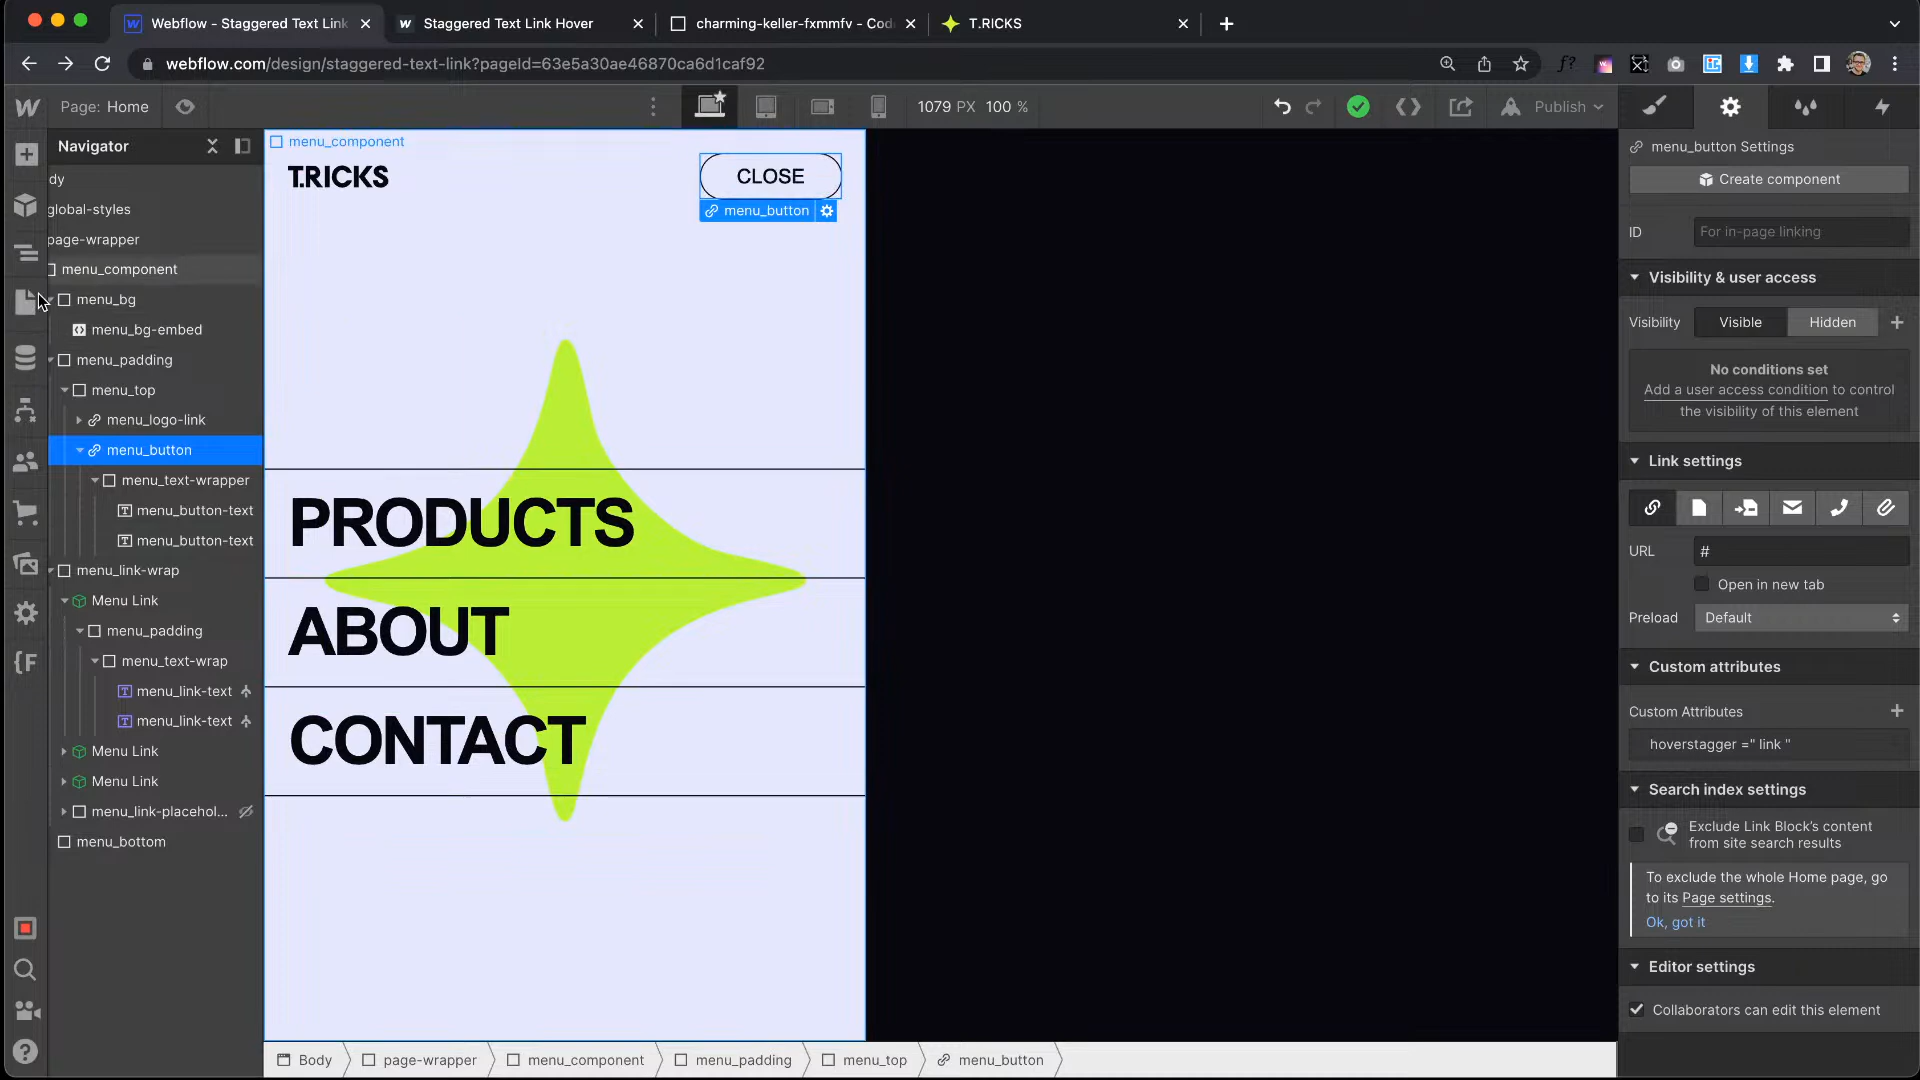 Webflow - Staggered Text Link
Staggered Text Link Hover
charming-keller-fxmmfv - Cod
T.RICKS
webflow.com/design/staggered-text-link?pageId=63e5a30ae46870ca6d1caf92
f?
Page: Home
1079 PX 100 %
Publish
Navigator
dy
global-styles
page-wrapper
menu_component
menu_bg
menu_bg-embed
menu_padding
menu_top
menu_logo-link
menu_button
menu_text-wrapper
menu_button-text
menu_button-text
menu_link-wrap
Menu Link
menu_padding
menu_text-wrap
menu_link-text
menu_link-text
Menu Link
Menu Link
menu_link-placehol...
menu_bottom
menu_component
T.RICKS
CLOSE
menu_button
PRODUCTS
ABOUT
CONTACT
Body
page-wrapper
menu_component
menu_padding
menu_top
menu_button
menu_button Settings
Create component
ID
For in-page linking
Visibility & user access
Visibility
Visible
Hidden
No conditions set
Add a user access condition to control
the visibility of this element
Link settings
URL
#
Open in new tab
Preload
Default
Custom attributes
Custom Attributes
hoverstagger =" link "
Search index settings
Exclude Link Block's content
from site search results
To exclude the whole Home page, go
to its Page settings.
Ok, got it
Editor settings
Collaborators can edit this element